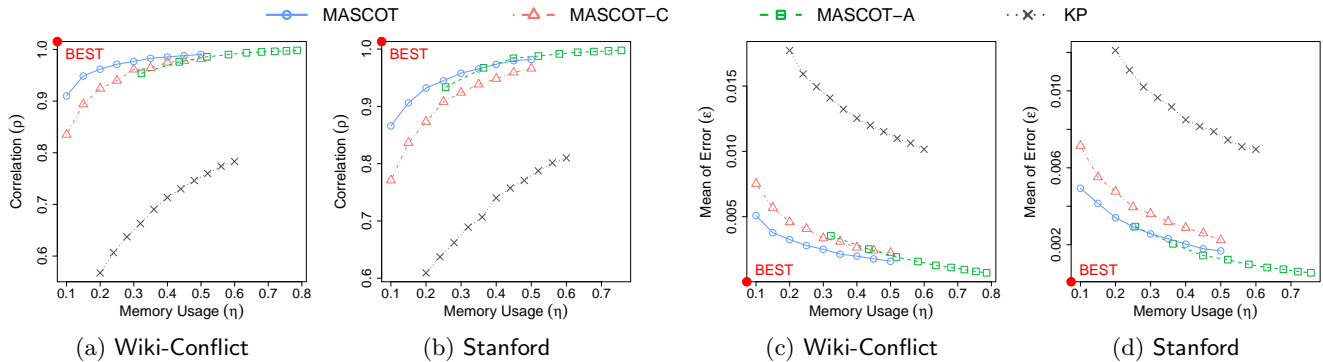 MASCOT MASCOT-C MASCOT-A KP
BEST
Correlation (ρ)
1.0
0.9
0.8
0.7
0.6
0.1 0.2 0.3 0.4 0.5 0.6 0.7 0.8
Memory Usage (η)
(a) Wiki-Conflict
BEST
Correlation (ρ)
1.0
0.9
0.8
0.7
0.6
0.1 0.2 0.3 0.4 0.5 0.6 0.7
Memory Usage (η)
(b) Stanford
BEST
Mean of Error (ε)
0.015
0.010
0.005
0.1 0.2 0.3 0.4 0.5 0.6 0.7 0.8
Memory Usage (η)
(c) Wiki-Conflict
BEST
Mean of Error (ε)
0.010
0.006
0.002
0.1 0.2 0.3 0.4 0.5 0.6 0.7
Memory Usage (η)
(d) Stanford